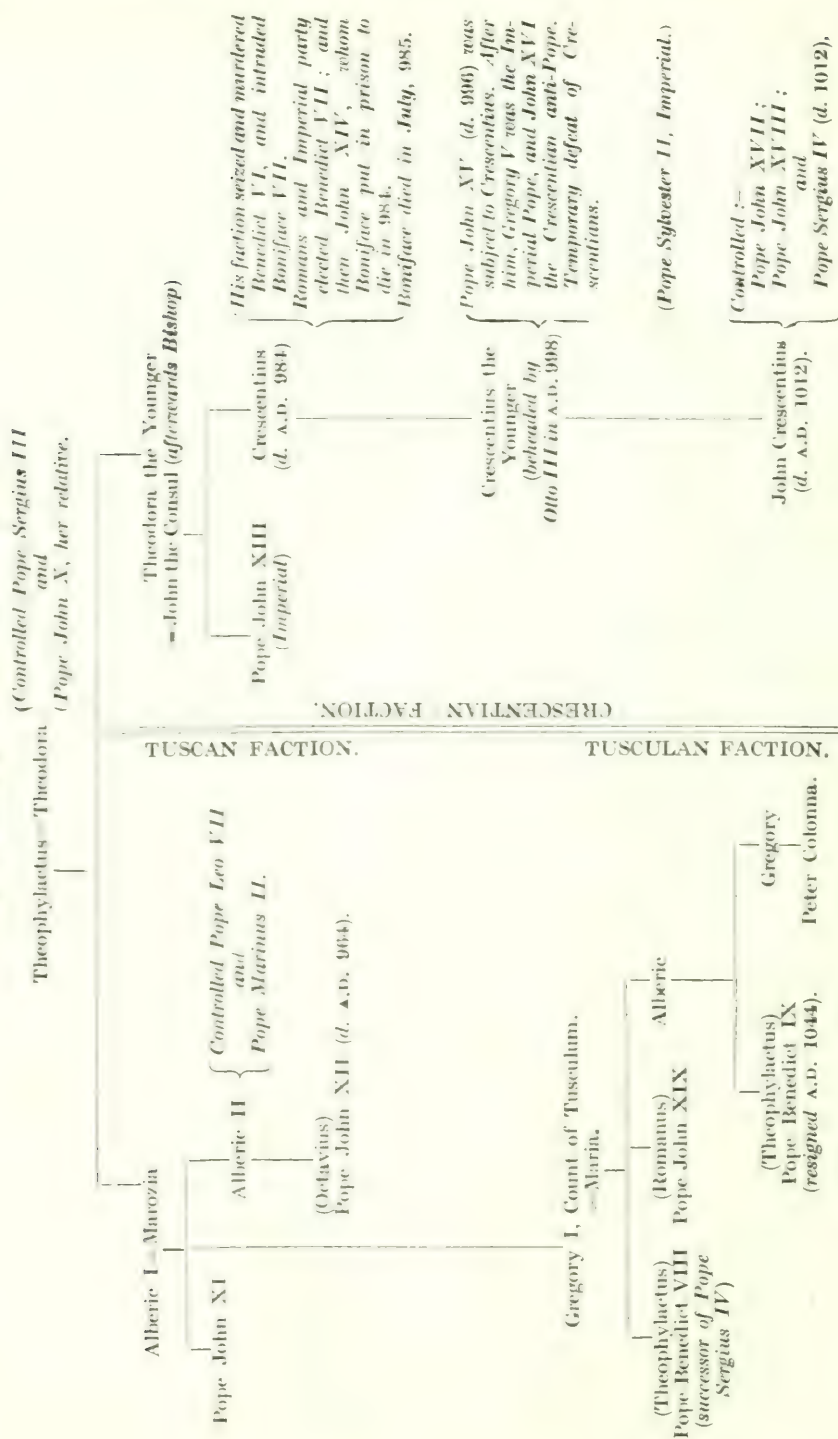 Theophylactus=Theodora
(Controlled Pope Sergius III
and
(Pope John X, her relative.
Alberic I=Marozia
Theodora the Younger
=John the Consul (afterwards Bishop)
Pope John XI
Alberic II
Controlled Pope Leo VII
and
Pope Marinus II.
(Octavius)
Pope John XII (d. A.D. 964).
TUSCAN FACTION.
CRESCENTIAN FACTION.
Pope John XIII
(Imperial)
Crescentius
(d. A.D. 984)
His faction seized and murdered
Benedict VI, and intruded
Boniface VII.
Romans and Imperial party
elected Benedict VII; and
then John XIV, whom
Boniface put in prison to
die in 984.
Boniface died in July, 985.
Crescentius the
Younger
(beheaded by
Otto III in A.D. 998)
Pope John XV (d. 996) was
subject to Crescentius. After
him, Gregory V was the Im-
perial Pope, and John XVI
the Crescentian anti-Pope.
Temporary defeat of Cre-
scentians.
(Pope Sylvester II, Imperial.)
Gregory I, Count of Tusculum.
=Maria.
TUSCULAN FACTION.
(Theophylactus)
Pope Benedict VIII
(successor of Pope
Sergius IV)
(Romanus)
Pope John XIX
Alberic
John Crescentius
(d. A.D. 1012).
Controlled:—
Pope John XVII;
Pope John XVIII;
and
Pope Sergius IV (d. 1012),
(Theophylactus)
Pope Benedict IX
(resigned A.D. 1044).
Gregory
Peter Colonna.